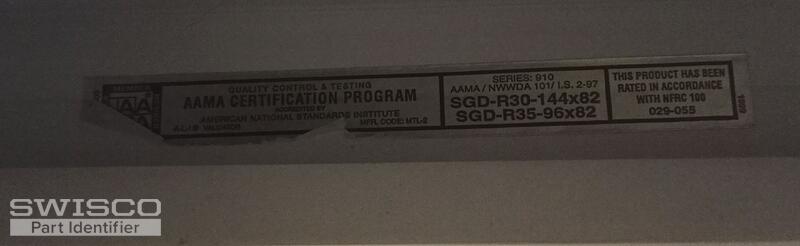 AAMA
QUALITY CONTROL & TESTING
AAMA CERTIFICATION PROGRAM
ACCREDITED BY
AMERICAN NATIONAL STANDARDS INSTITUTE
VALIDATOR
MFR. CODE: MTL-2
SERIES: 910
AAMA / NWWDA 101/ I.S. 2-97
SGD-R30-144x82
SGD-R35-96x82
THIS PRODUCT HAS BEEN
RATED IN ACCORDANCE
WITH NFRC 100
029-055
SWISCO
Part Identifier